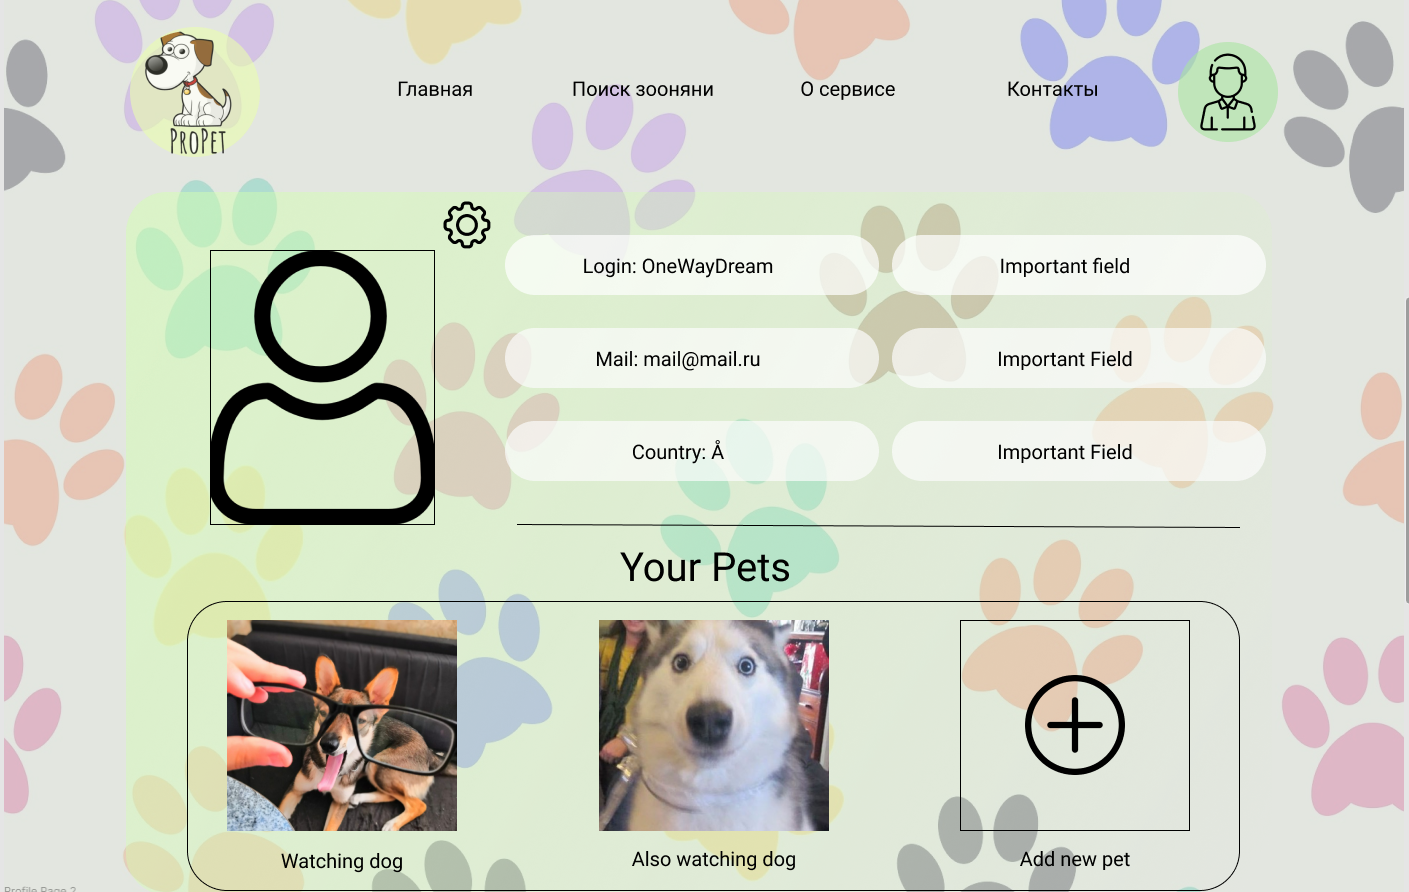 Главная
Поиск зооняни
О сервисе
Контакты
PROPET
Login: OneWayDream
Important field
Mail: mail@mail.ru
Important Field
Country: Å
Important Field
Your Pets
Watching dog
Also watching dog
Add new pet
Profile Page 2